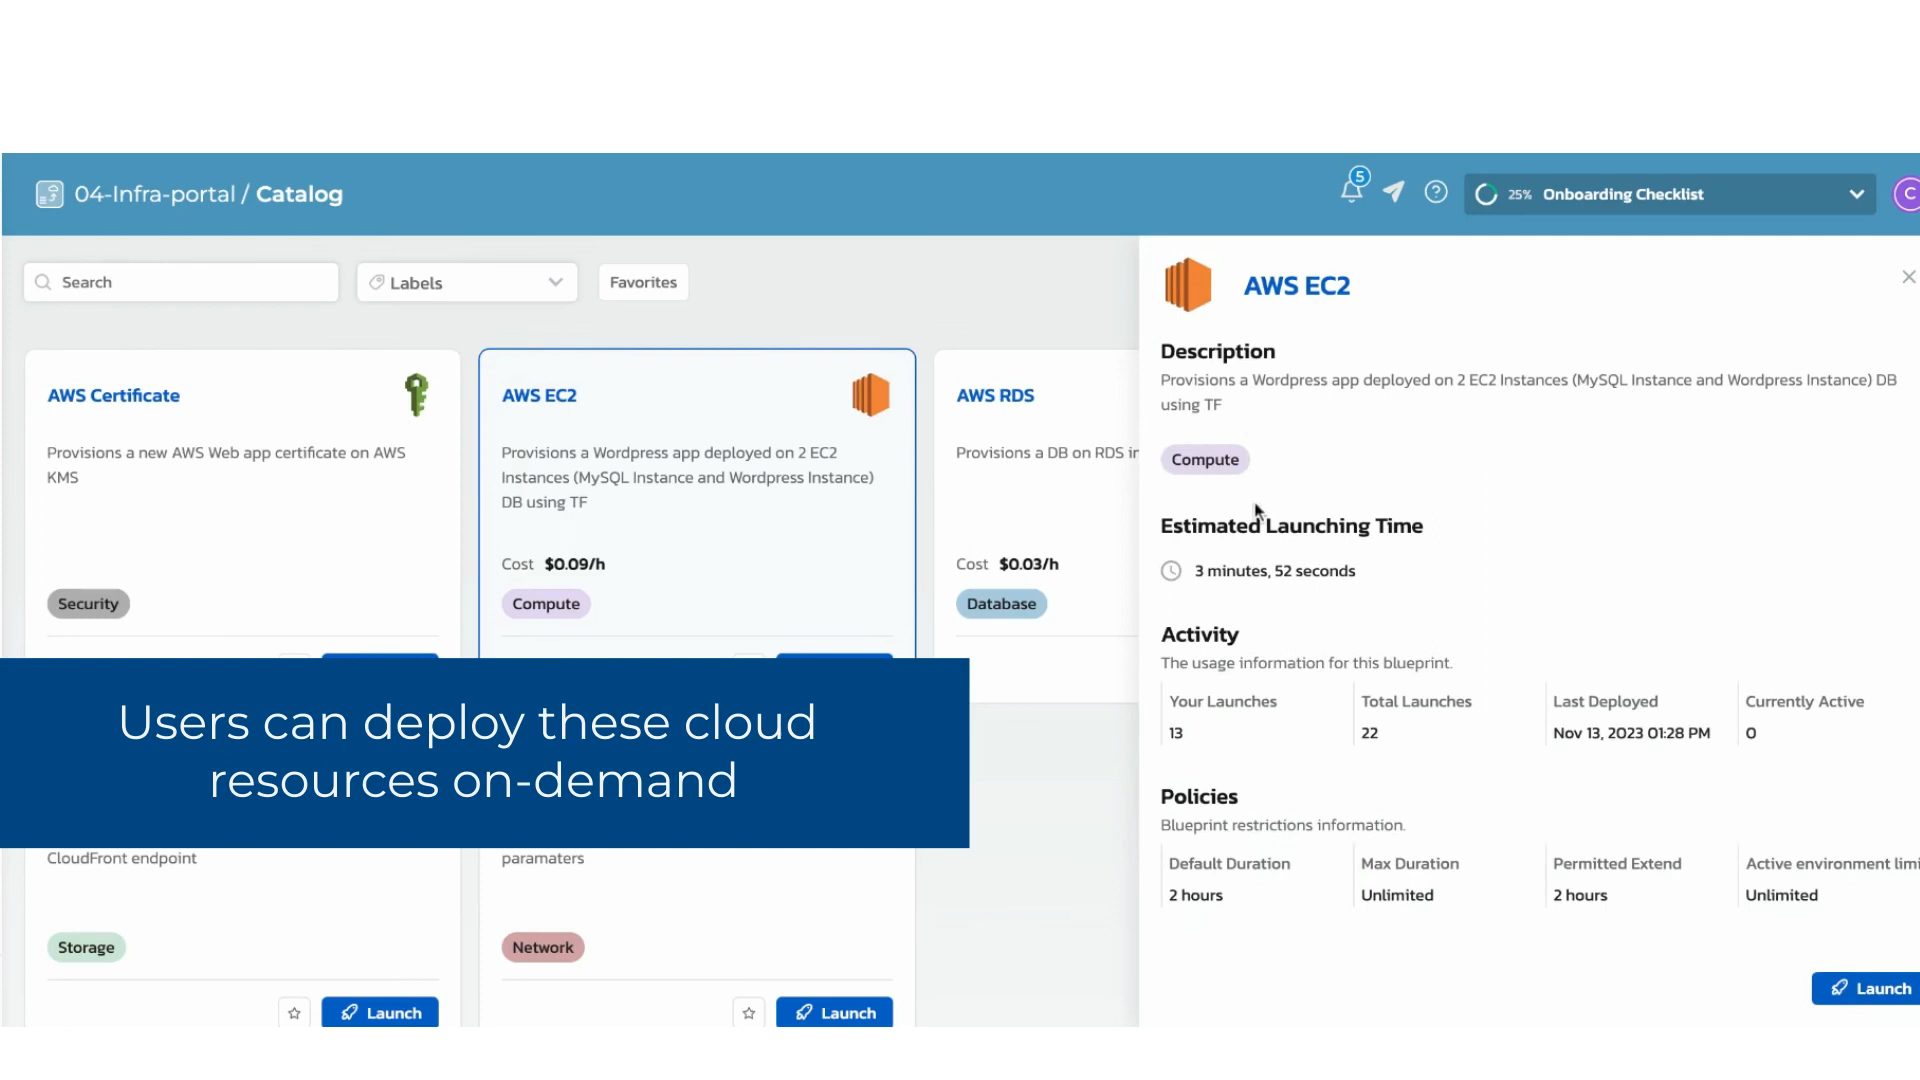 04-Infra-portal / Catalog
5
25% Onboarding Checklist
C
Search
Labels
Favorites
AWS Certificate
Provisions a new AWS Web app certificate on AWS
KMS
Security
AWS EC2
Provisions a Wordpress app deployed on 2 EC2
Instances (MySQL Instance and Wordpress Instance)
DB using TF
Cost $0.09/h
Compute
AWS RDS
Provisions a DB on RDS in
Cost $0.03/h
Database
Users can deploy these cloud
resources on-demand
CloudFront endpoint
Storage
Launch
paramaters
Network
Launch
AWS EC2
Description
Provisions a Wordpress app deployed on 2 EC2 Instances (MySQL Instance and Wordpress Instance) DB
using TF
Compute
Estimated Launching Time
3 minutes, 52 seconds
Activity
The usage information for this blueprint.
Your Launches Total Launches Last Deployed Currently Active
13 22 Nov 13, 2023 01:28 PM 0
Policies
Blueprint restrictions information.
Default Duration Max Duration Permitted Extend Active environment limi
2 hours Unlimited 2 hours Unlimited
Launch